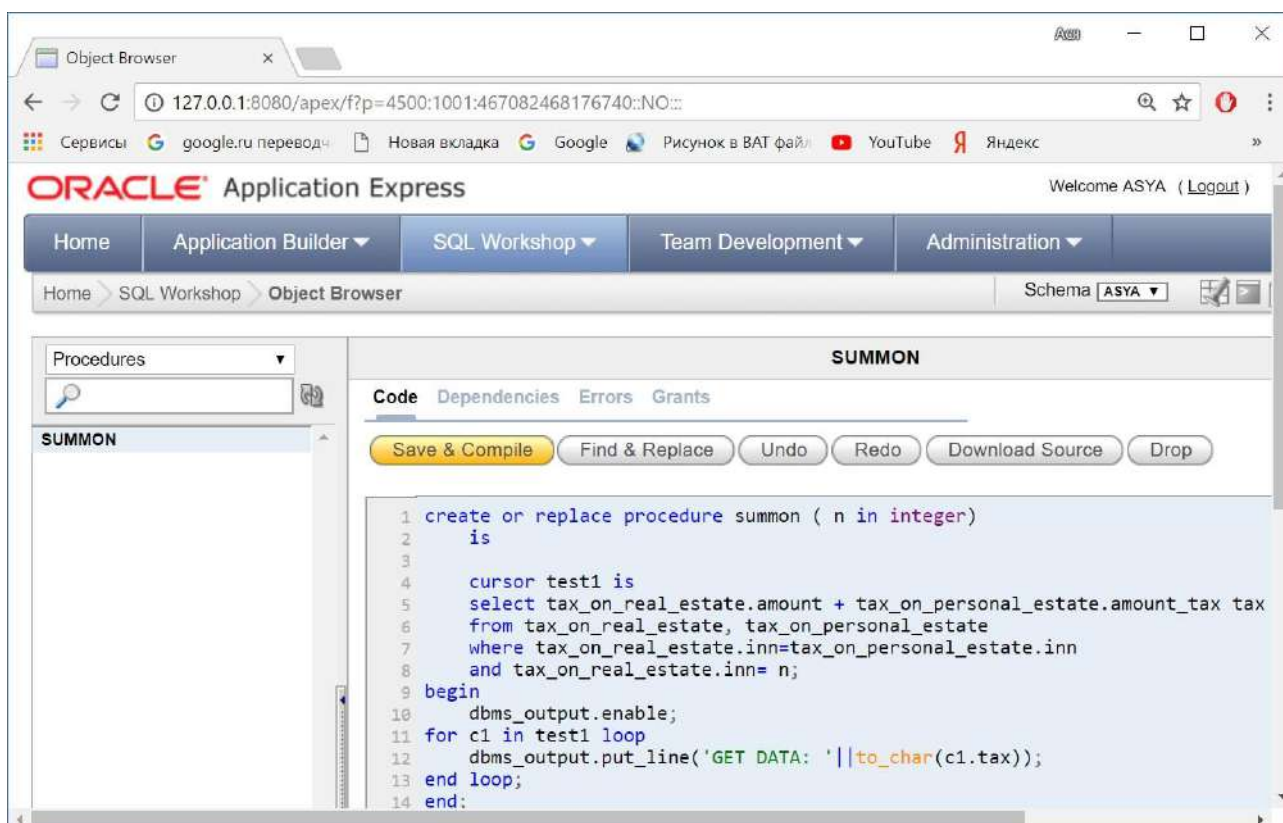 Ася
Object Browser
127.0.0.1:8080/apex/f?p=4500:1001:467082468176740::NO:::
Сервисы google.ru переводч Новая вкладка Google Рисунок в BAT файл YouTube Яндекс »
ORACLE Application Express Welcome ASYA ( Logout )
Home Application Builder SQL Workshop Team Development Administration
Home SQL Workshop Object Browser Schema ASYA
Procedures SUMMON
Code Dependencies Errors Grants
SUMMON
Save & Compile Find & Replace Undo Redo Download Source Drop
1 create or replace procedure summon ( n in integer)
2 is
3
4 cursor test1 is
5 select tax_on_real_estate.amount + tax_on_personal_estate.amount_tax tax
6 from tax_on_real_estate, tax_on_personal_estate
7 where tax_on_real_estate.inn=tax_on_personal_estate.inn
8 and tax_on_real_estate.inn= n;
9 begin
10 dbms_output.enable;
11 for c1 in test1 loop
12 dbms_output.put_line('GET DATA: '||to_char(c1.tax));
13 end loop;
14 end;